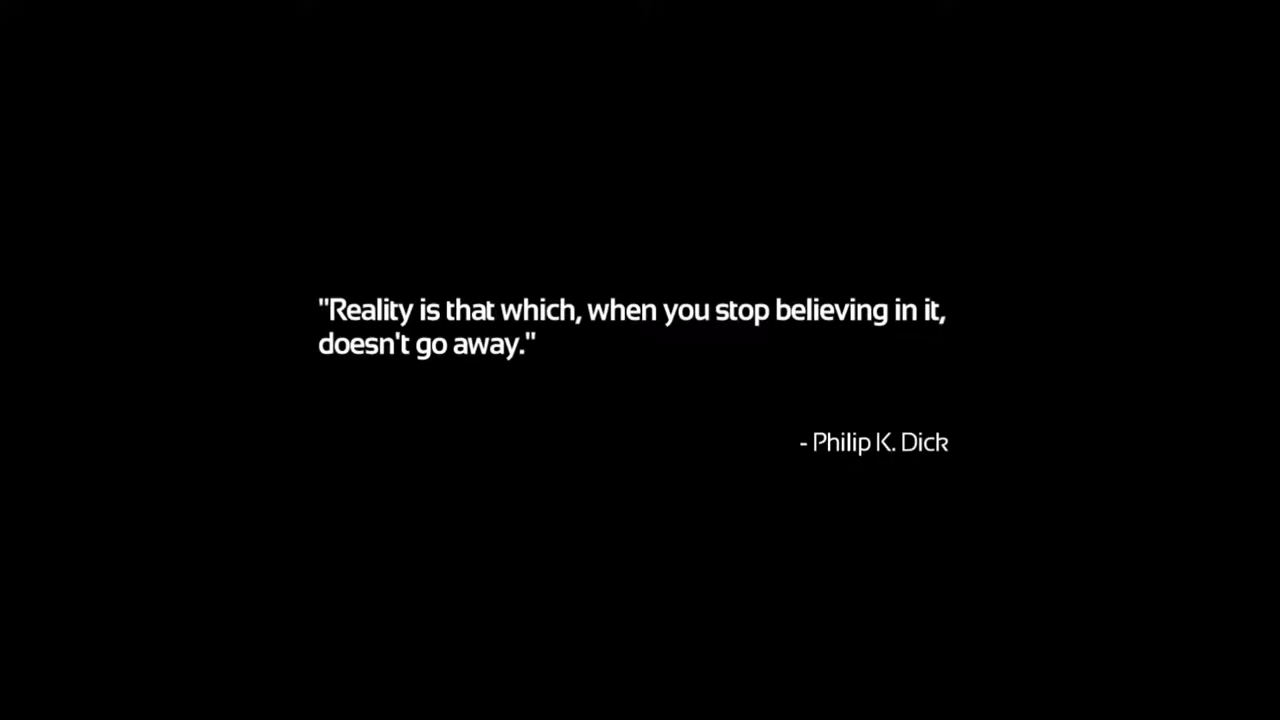 "Reality is that which, when you stop believing in it,
doesn't go away."
- Philip K. Dick